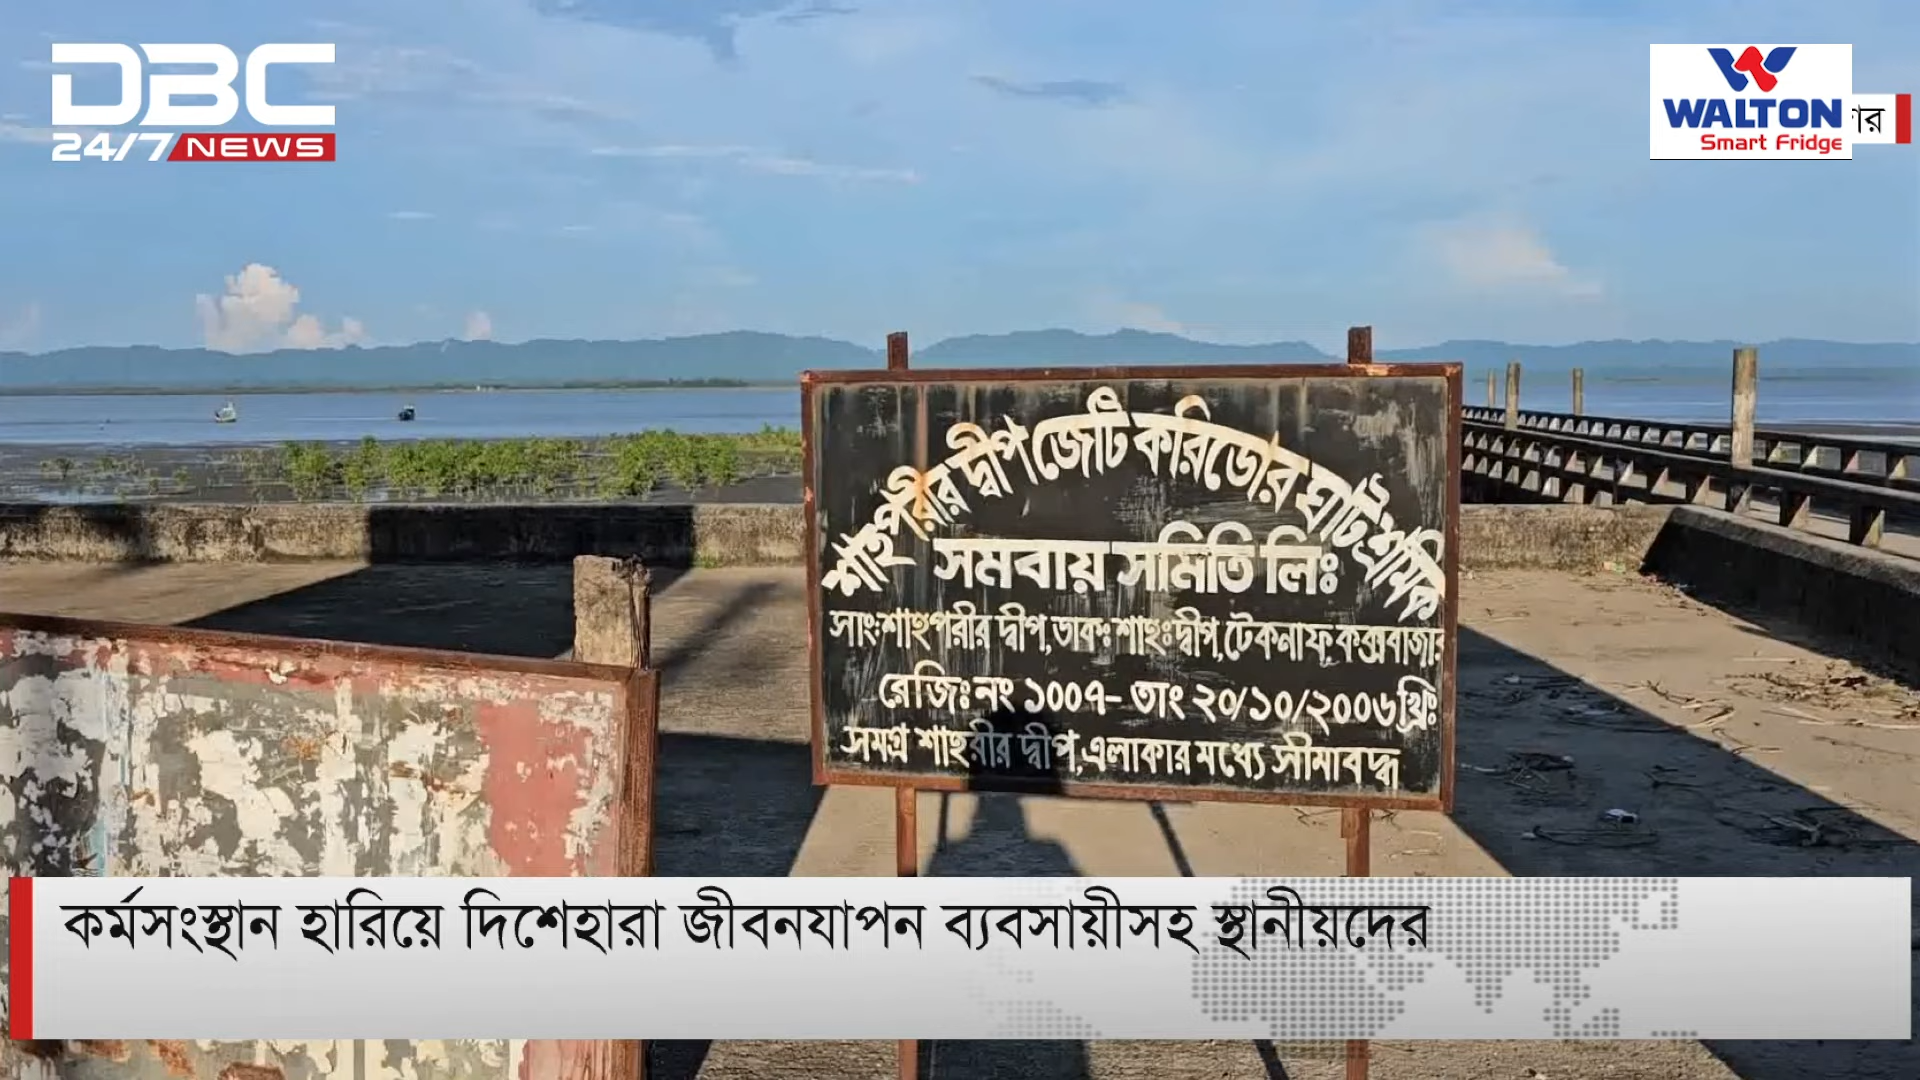 DBC
24/7 NEWS
WALTON
Smart Fridge
শাহপরীর দ্বীপ জেটি করিডোর ঘাট শ্রমিক
সমবায় সমিতি লিঃ
সাং:শাহপরীর দ্বীপ, ডাকঃ শাহঃদ্বীপ, টেকনাফ, কক্সবাজার
রেজিঃ নং ১০০৭- তাং ২০/১০/২০০৬ খ্রিঃ
সমগ্র শাহরীর দ্বীপ, এলাকার মধ্যে সীমাবদ্ধ
কর্মসংস্থান হারিয়ে দিশেহারা জীবনযাপন ব্যবসায়ীসহ স্থানীয়দের